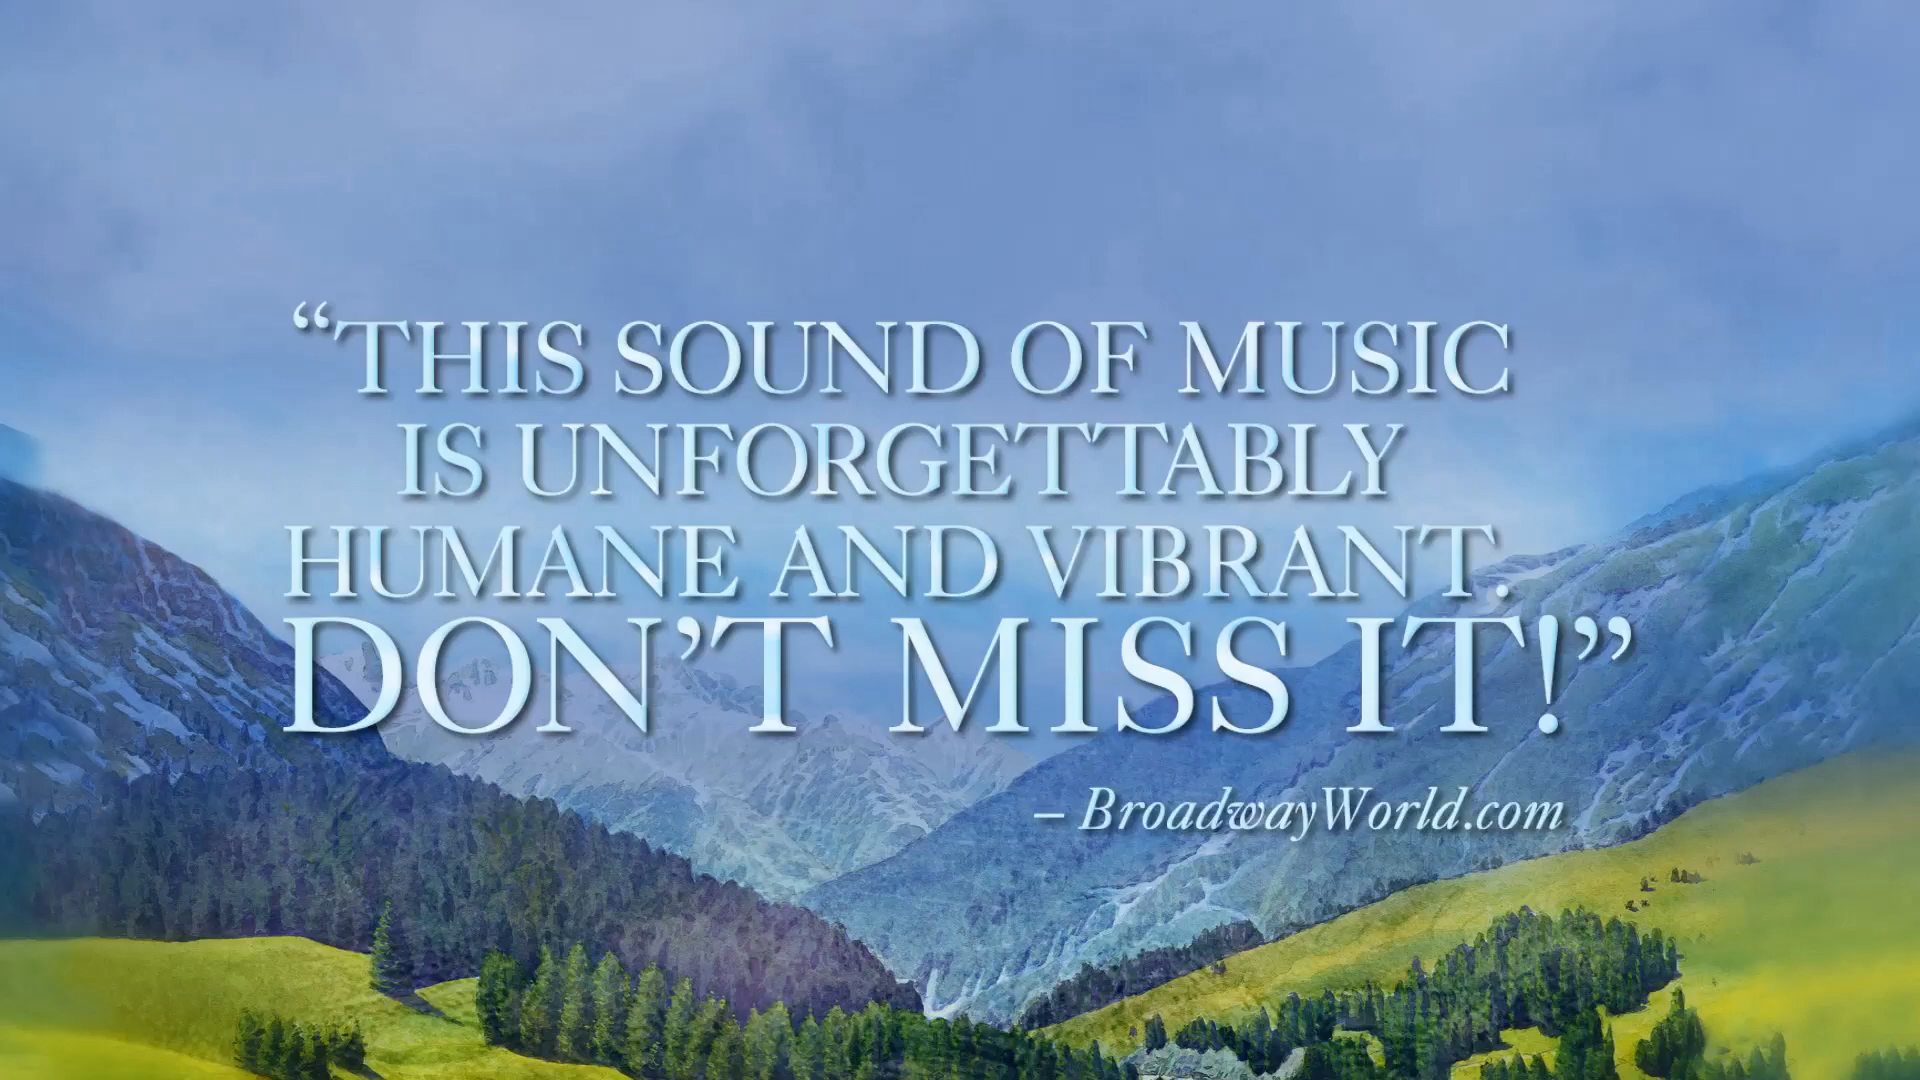 “THIS SOUND OF MUSIC
IS UNFORGETTABLY
HUMANE AND VIBRANT.
DON’T MISS IT!”
– BroadwayWorld.com